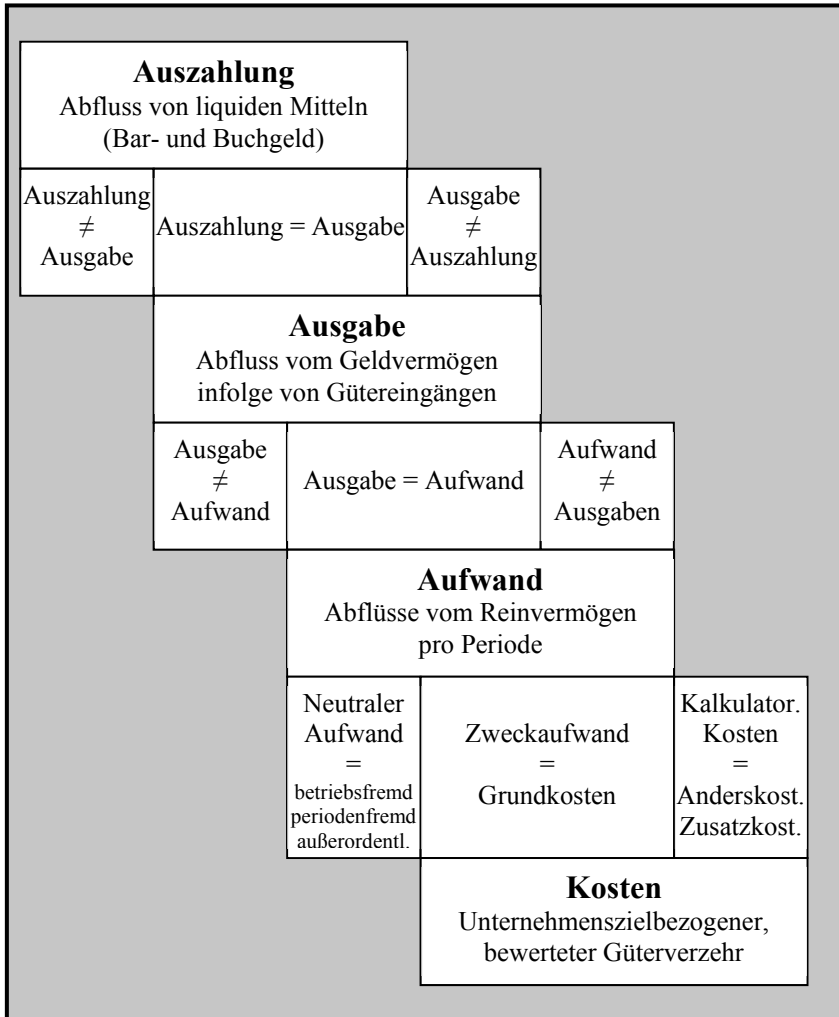 Auszahlung
Abfluss von liquiden Mitteln
(Bar- und Buchgeld)
Auszahlung
≠
Ausgabe
Auszahlung = Ausgabe
Ausgabe
≠
Auszahlung
Ausgabe
Abfluss vom Geldvermögen
infolge von Gütereingängen
Ausgabe
≠
Aufwand
Ausgabe = Aufwand
Aufwand
≠
Ausgaben
Aufwand
Abflüsse vom Reinvermögen
pro Periode
Neutraler
Aufwand
=
betriebsfremd
periodenfremd
außerordentl.
Zweckaufwand
=
Grundkosten
Kalkulator.
Kosten
=
Anderskost.
Zusatzkost.
Kosten
Unternehmenszielbezogener,
bewerteter Güterverzehr